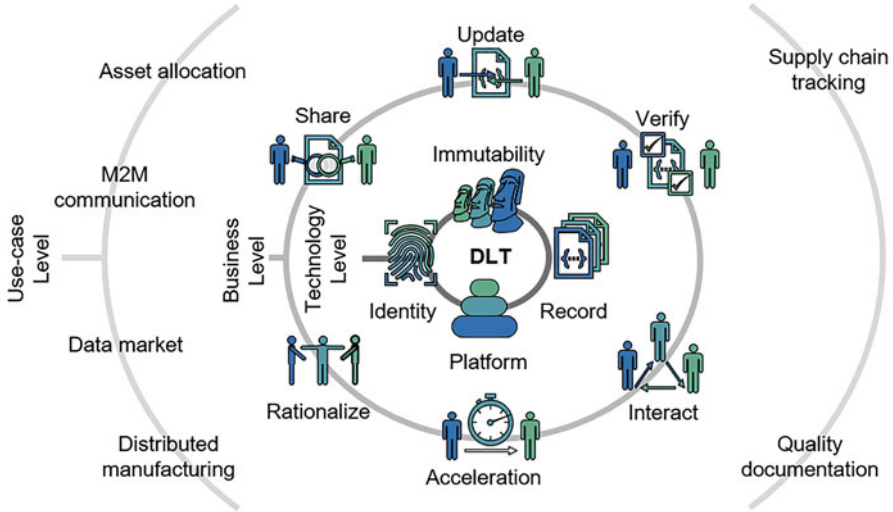 Update
Asset allocation
Supply chain
tracking
Share
Verify
M2M
communication
Immutability
Use-case
Level
Business
Level
Technology
Level
DLT
Identity
Record
Platform
Data market
Rationalize
Interact
Acceleration
Distributed
manufacturing
Quality
documentation